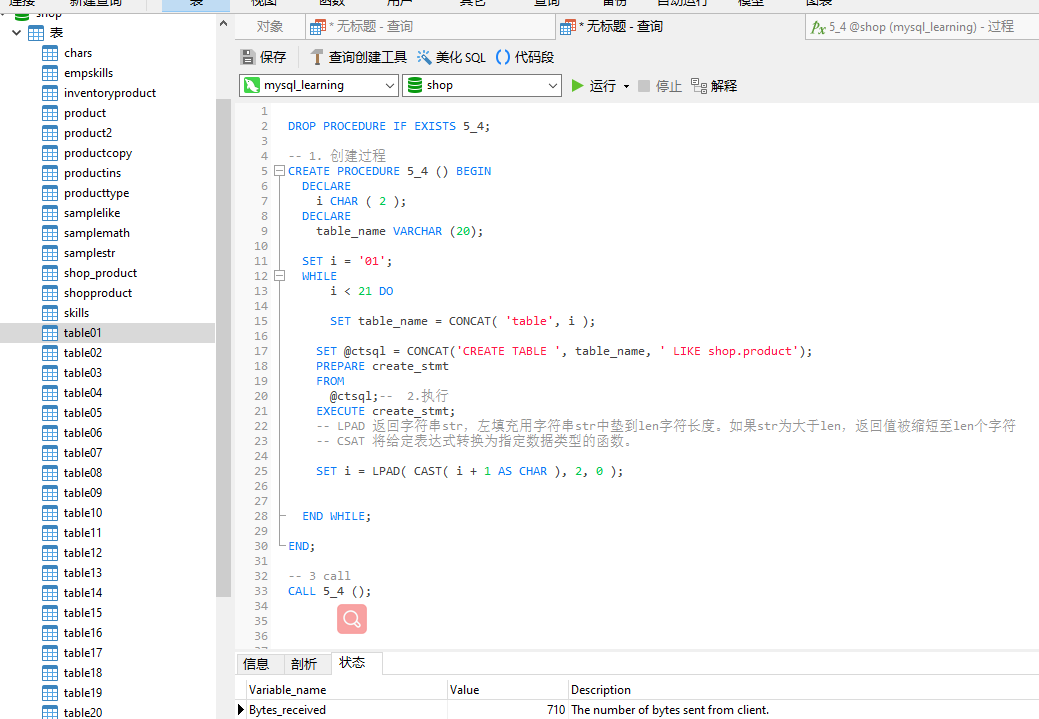 连接 新建查询 表 视图 函数 用户 其它 查询 备份 自动运行 模型 图表
shop
表
chars
empskills
inventoryproduct
product
product2
productcopy
productins
producttype
samplelike
samplemath
samplestr
shop_product
shopproduct
skills
table01
table02
table03
table04
table05
table06
table07
table08
table09
table10
table11
table12
table13
table14
table15
table16
table17
table18
table19
table20
对象 * 无标题 - 查询 * 无标题 - 查询 5_4 @shop (mysql_learning) - 过程
保存 查询创建工具 美化 SQL () 代码段
mysql_learning shop 运行 停止 解释
1
2 DROP PROCEDURE IF EXISTS 5_4;
3
4 -- 1. 创建过程
5 CREATE PROCEDURE 5_4 () BEGIN
6 DECLARE
7 i CHAR ( 2 );
8 DECLARE
9 table_name VARCHAR (20);
10
11 SET i = '01';
12 WHILE
13 i < 21 DO
14
15 SET table_name = CONCAT( 'table', i );
16
17 SET @ctsql = CONCAT('CREATE TABLE ', table_name, ' LIKE shop.product');
18 PREPARE create_stmt
19 FROM
20 @ctsql;-- 2.执行
21 EXECUTE create_stmt;
22 -- LPAD 返回字符串str，左填充用字符串str中垫到len字符长度。如果str为大于len，返回值被缩短至len个字符
23 -- CSAT 将给定表达式转换为指定数据类型的函数。
24
25 SET i = LPAD( CAST( i + 1 AS CHAR ), 2, 0 );
26
27
28 END WHILE;
29
30 END;
31
32 -- 3 call
33 CALL 5_4 ();
34
35
36
信息 剖析 状态
Variable_name Value Description
Bytes_received 710 The number of bytes sent from client.